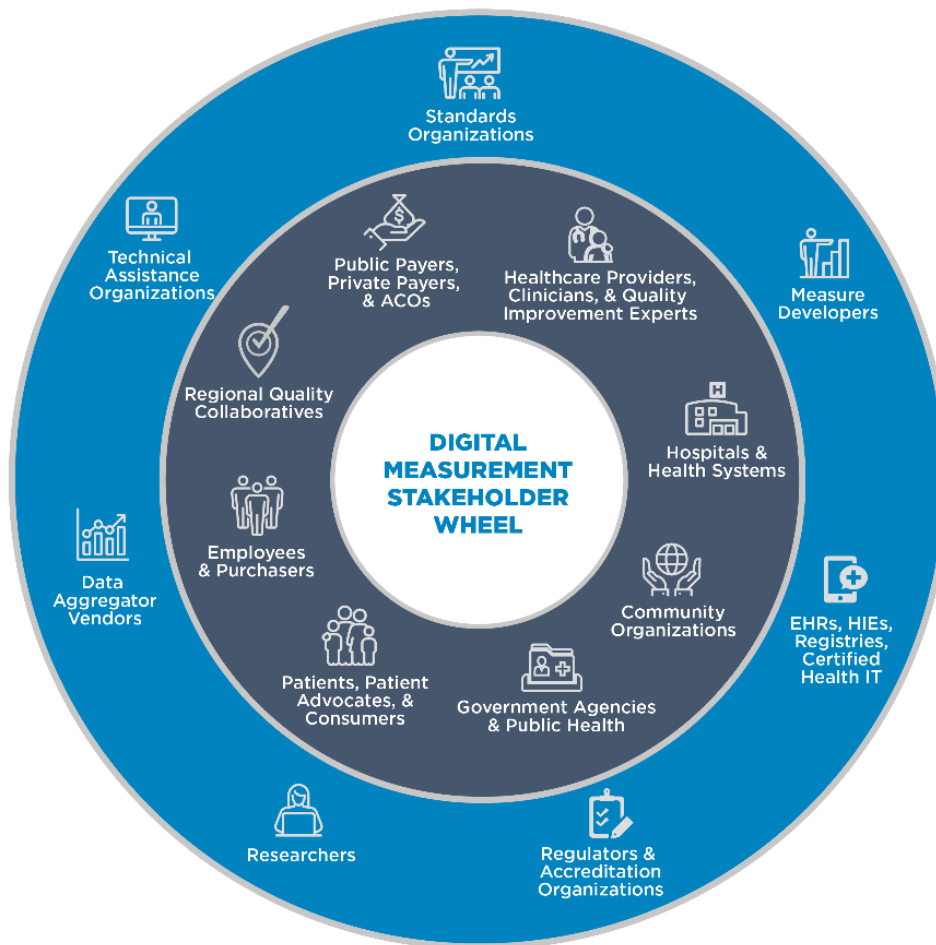 Standards
Organizations
Technical
Assistance
Organizations
Measure
Developers
Data
Aggregator
Vendors
EHRs, HIEs,
Registries,
Certified
Health IT
Researchers
Regulators &
Accreditation
Organizations
Public Payers,
Private Payers,
& ACOs
Healthcare Providers,
Clinicians, & Quality
Improvement Experts
Regional Quality
Collaboratives
Hospitals &
Health Systems
Employees
& Purchasers
Community
Organizations
Patients, Patient
Advocates, &
Consumers
Government Agencies
& Public Health
DIGITAL
MEASUREMENT
STAKEHOLDER
WHEEL
H
$